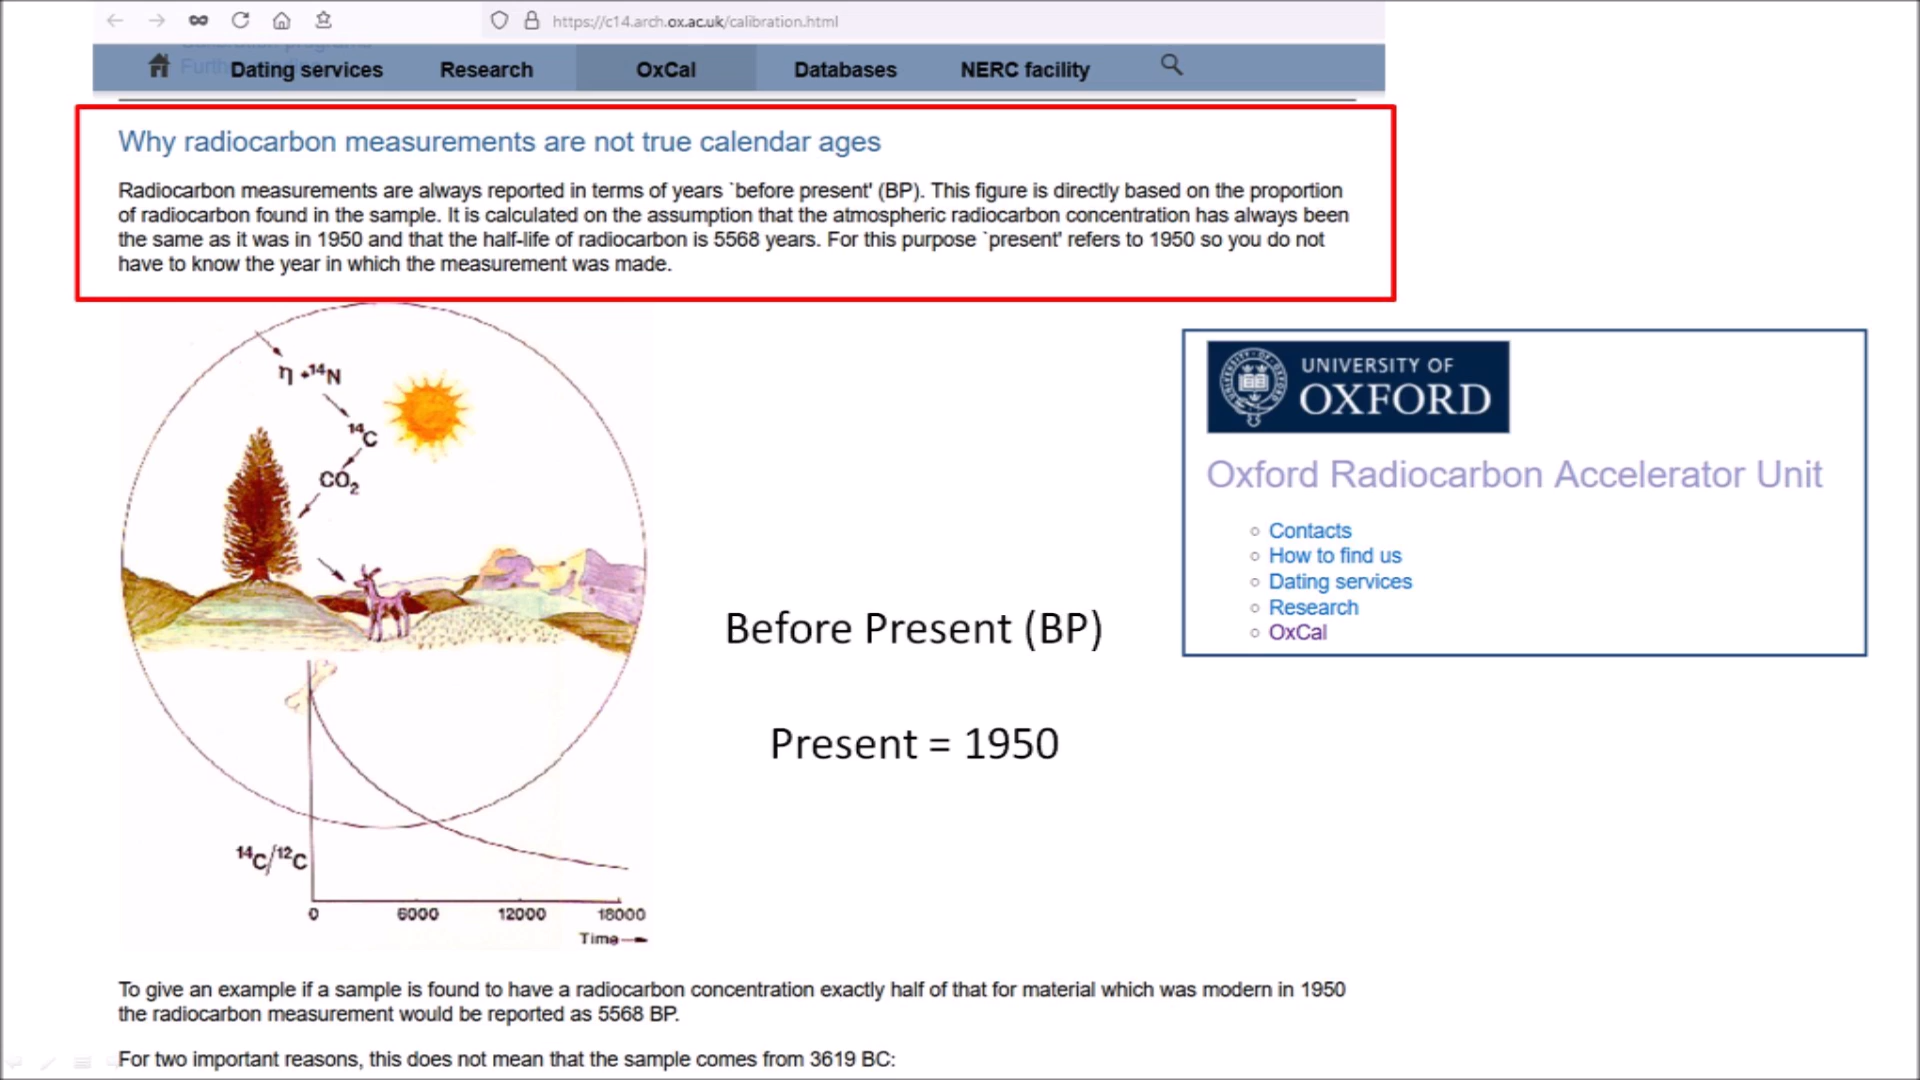 https://c14.arch.ox.ac.uk/calibration.html
Dating services Research OxCal Databases NERC facility
Why radiocarbon measurements are not true calendar ages
Radiocarbon measurements are always reported in terms of years `before present' (BP). This figure is directly based on the proportion
of radiocarbon found in the sample. It is calculated on the assumption that the atmospheric radiocarbon concentration has always been
the same as it was in 1950 and that the half-life of radiocarbon is 5568 years. For this purpose `present' refers to 1950 so you do not
have to know the year in which the measurement was made.
η +¹⁴N
¹⁴C
CO₂
UNIVERSITY OF
OXFORD
Oxford Radiocarbon Accelerator Unit
Contacts
How to find us
Dating services
Research
OxCal
Before Present (BP)
Present = 1950
¹⁴C/¹²C
0 6000 12000 18000
Time
To give an example if a sample is found to have a radiocarbon concentration exactly half of that for material which was modern in 1950
the radiocarbon measurement would be reported as 5568 BP.
For two important reasons, this does not mean that the sample comes from 3619 BC: